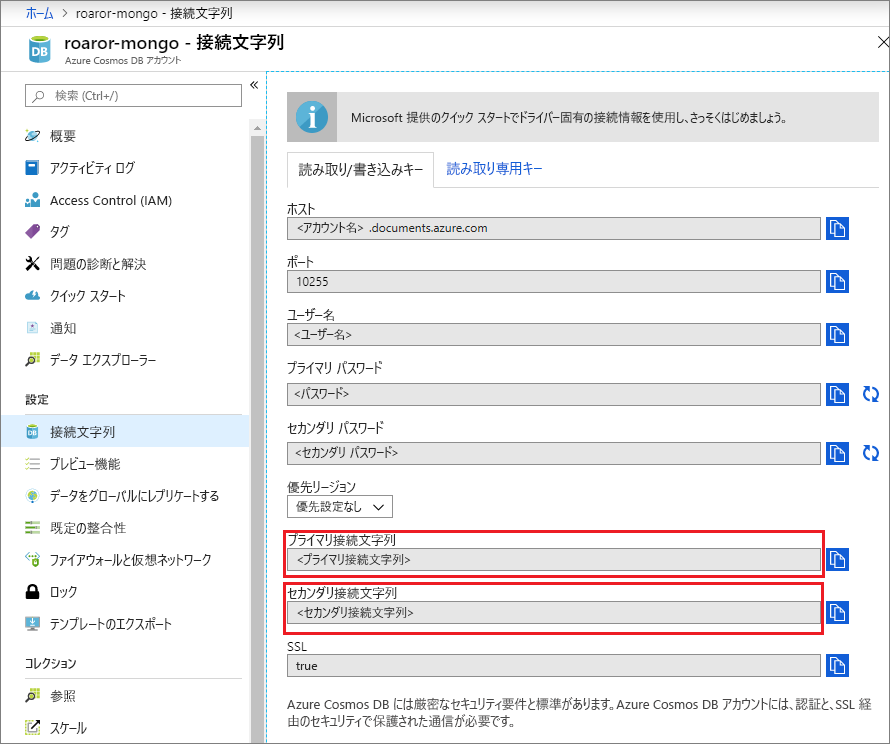 ホーム > roaror-mongo - 接続文字列
roaror-mongo - 接続文字列
Azure Cosmos DB アカウント
検索 (Ctrl+/)
概要
アクティビティ ログ
Access Control (IAM)
タグ
問題の診断と解決
クイック スタート
通知
データ エクスプローラー
設定
接続文字列
プレビュー機能
データをグローバルにレプリケートする
既定の整合性
ファイアウォールと仮想ネットワーク
ロック
テンプレートのエクスポート
コレクション
参照
スケール
Microsoft 提供のクイック スタートでドライバー固有の接続情報を使用し、さっそくはじめましょう。
読み取り/書き込みキー 読み取り専用キー
ホスト
<アカウント名> .documents.azure.com
ポート
10255
ユーザー名
<ユーザー名>
プライマリ パスワード
<パスワード>
セカンダリ パスワード
<セカンダリ パスワード>
優先リージョン
優先設定なし
プライマリ接続文字列
<プライマリ接続文字列>
セカンダリ接続文字列
<セカンダリ接続文字列>
SSL
true
Azure Cosmos DB には厳密なセキュリティ要件と標準があります。Azure Cosmos DB アカウントには、認証と、SSL 経
由のセキュリティで保護された通信が必要です。